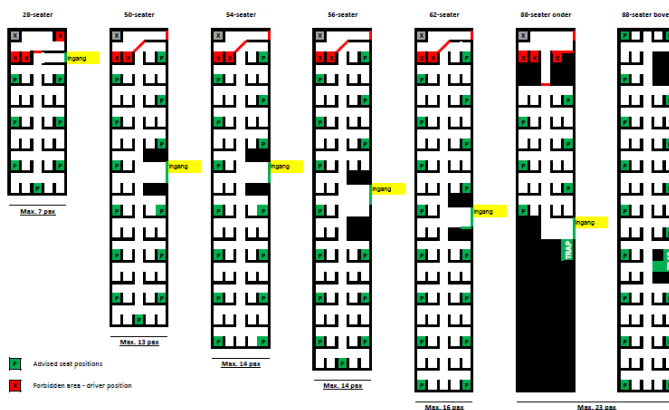 28-seater
50-seater
54-seater
56-seater
62-seater
88-seater onder
88-seater bove
Ingang
Ingang
Ingang
Ingang
Ingang
Ingang
TRAP
Max. 7 pax
Max. 13 pax
Max. 14 pax
Max. 14 pax
Max. 16 pax
Max. 23 pax
P Advised seat positions
X Forbidden area - driver position